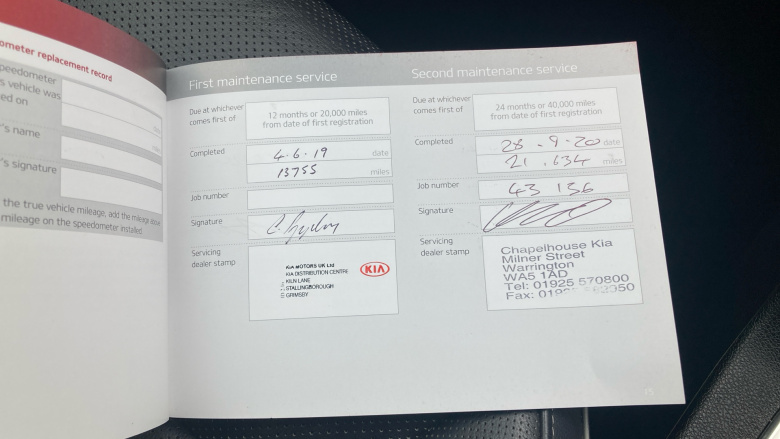 ometer replacement record
peedometer
s vehicle was
ed on
's name
's signature
the true vehicle mileage, add the mileage above
mileage on the speedometer installed.
First maintenance service
Due at whichever
comes first of
12 months or 20,000 miles
from date of first registration
Completed
4.6.19 date
13755 miles
Job number
Signature
Servicing
dealer stamp
Kia MOTORS UK Ltd
KIA DISTRIBUTION CENTRE
KILN LANE
STALLINGBOROUGH
GRIMSBY
KIA
Second maintenance service
Due at whichever
comes first of
24 months or 40,000 miles
from date of first registration
Completed
28.9.20 date
21.634 miles
Job number
43 136
Signature
Servicing
dealer stamp
Chapelhouse Kia
Milner Street
Warrington
WA5 1AD
Tel: 01925 570800
Fax: